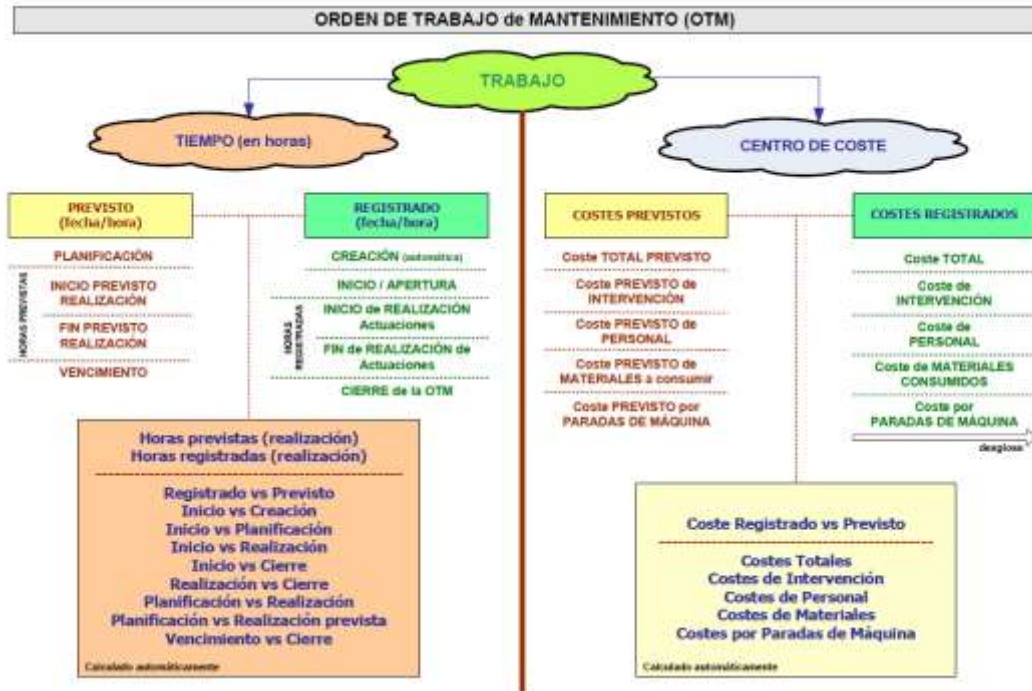 ORDEN DE TRABAJO de MANTENIMIENTO (OTM)
TRABAJO
TIEMPO (en horas)
CENTRO DE COSTE
PREVISTO
(fecha/hora)
REGISTRADO
(fecha/hora)
COSTES PREVISTOS
COSTES REGISTRADOS
PLANIFICACIÓN
HORAS PREVISTAS
INICIO PREVISTO
REALIZACIÓN
FIN PREVISTO
REALIZACIÓN
VENCIMIENTO
CREACIÓN (automática)
INICIO / APERTURA
HORAS
REGISTRADAS
INICIO de REALIZACIÓN
Actuaciones
FIN de REALIZACIÓN de
Actuaciones
CIERRE de la OTM
Coste TOTAL PREVISTO
Coste PREVISTO de
INTERVENCIÓN
Coste PREVISTO de
PERSONAL
Coste PREVISTO de
MATERIALES a consumir
Coste PREVISTO por
PARADAS DE MÁQUINA
Coste TOTAL
Coste de
INTERVENCIÓN
Coste de
PERSONAL
Coste de MATERIALES
CONSUMIDOS
Coste por
PARADAS DE MÁQUINA
desglose
Horas previstas (realización)
Horas registradas (realización)
Registrado vs Previsto
Inicio vs Creación
Inicio vs Planificación
Inicio vs Realización
Inicio vs Cierre
Realización vs Cierre
Planificación vs Realización
Planificación vs Realización prevista
Vencimiento vs Cierre
Calculado automáticamente
Coste Registrado vs Previsto
Costes Totales
Costes de Intervención
Costes de Personal
Costes de Materiales
Costes por Paradas de Máquina
Calculado automáticamente